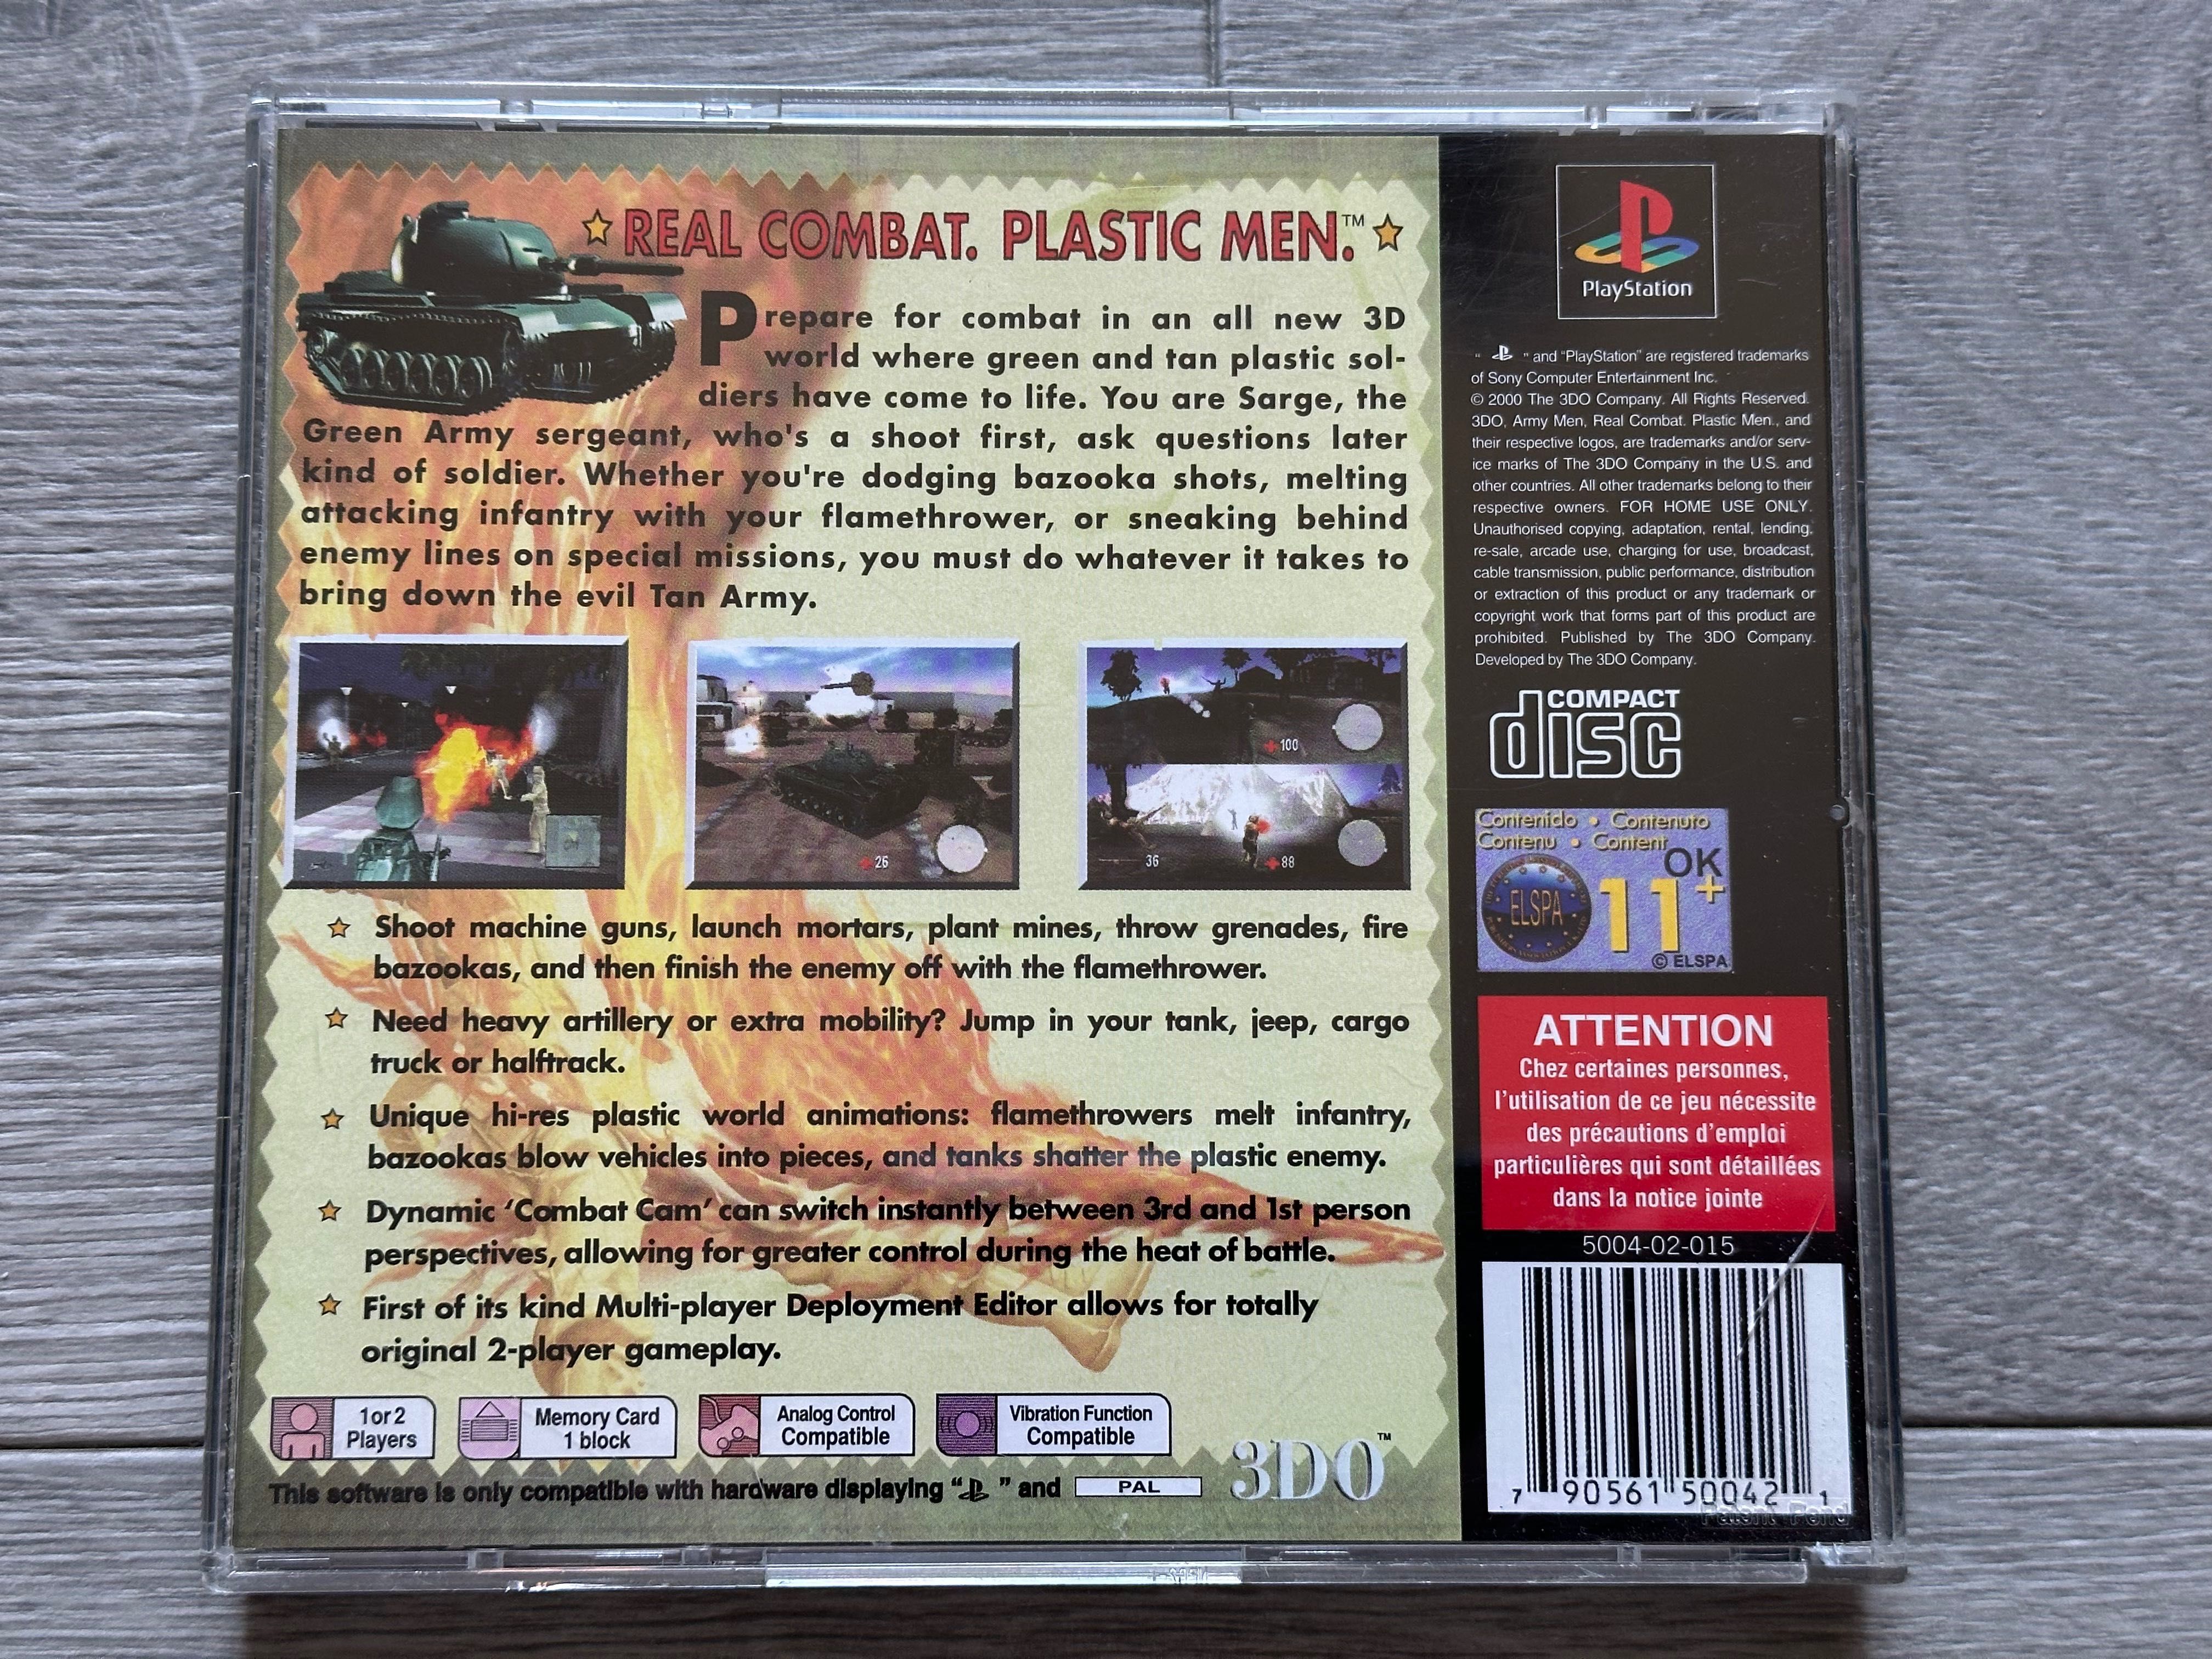 REAL COMBAT. PLASTIC MEN.™
Prepare for combat in an all new 3D
world where green and tan plastic sol-
diers have come to life. You are Sarge, the
Green Army sergeant, who's a shoot first, ask questions later
kind of soldier. Whether you're dodging bazooka shots, melting
attacking infantry with your flamethrower, or sneaking behind
enemy lines on special missions, you must do whatever it takes to
bring down the evil Tan Army.
26
100
36
88
Shoot machine guns, launch mortars, plant mines, throw grenades, fire
bazookas, and then finish the enemy off with the flamethrower.
Need heavy artillery or extra mobility? Jump in your tank, jeep, cargo
truck or halftrack.
Unique hi-res plastic world animations: flamethrowers melt infantry,
bazookas blow vehicles into pieces, and tanks shatter the plastic enemy.
Dynamic ‘Combat Cam’ can switch instantly between 3rd and 1st person
perspectives, allowing for greater control during the heat of battle.
First of its kind Multi-player Deployment Editor allows for totally
original 2-player gameplay.
1 or 2
Players
Memory Card
1 block
Analog Control
Compatible
Vibration Function
Compatible
This software is only compatible with hardware displaying “ ” and PAL
3DO™
PlayStation
“ ” and “PlayStation” are registered trademarks
of Sony Computer Entertainment Inc.
© 2000 The 3DO Company. All Rights Reserved.
3DO, Army Men, Real Combat. Plastic Men., and
their respective logos, are trademarks and/or serv-
ice marks of The 3DO Company in the U.S. and
other countries. All other trademarks belong to their
respective owners. FOR HOME USE ONLY.
Unauthorised copying, adaptation, rental, lending,
re-sale, arcade use, charging for use, broadcast,
cable transmission, public performance, distribution
or extraction of this product or any trademark or
copyright work that forms part of this product are
prohibited. Published by The 3DO Company.
Developed by The 3DO Company.
COMPACT
disc
Contenido • Contenuto
Contenu • Content
OK
ELSPA
11+
© ELSPA
ATTENTION
Chez certaines personnes,
l'utilisation de ce jeu nécessite
des précautions d'emploi
particulières qui sont détaillées
dans la notice jointe
5004-02-015
7 90561 50042 1
Patent Pend